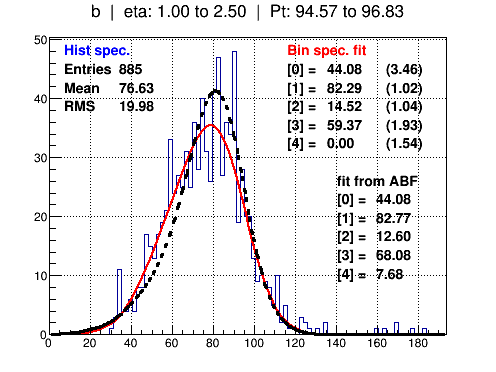 b | eta: 1.00 to 2.50 | Pt: 94.57 to 96.83
Hist spec.
Entries 885
Mean 76.63
RMS 19.98
Bin spec. fit
[0] = 44.08 (3.46)
[1] = 82.29 (1.02)
[2] = 14.52 (1.04)
[3] = 59.37 (1.93)
[4] = 0.00 (1.54)
fit from ABF
[0] = 44.08
[1] = 82.77
[2] = 12.60
[3] = 68.08
[4] = 7.68
50
40
30
20
10
0
0 20 40 60 80 100 120 140 160 180